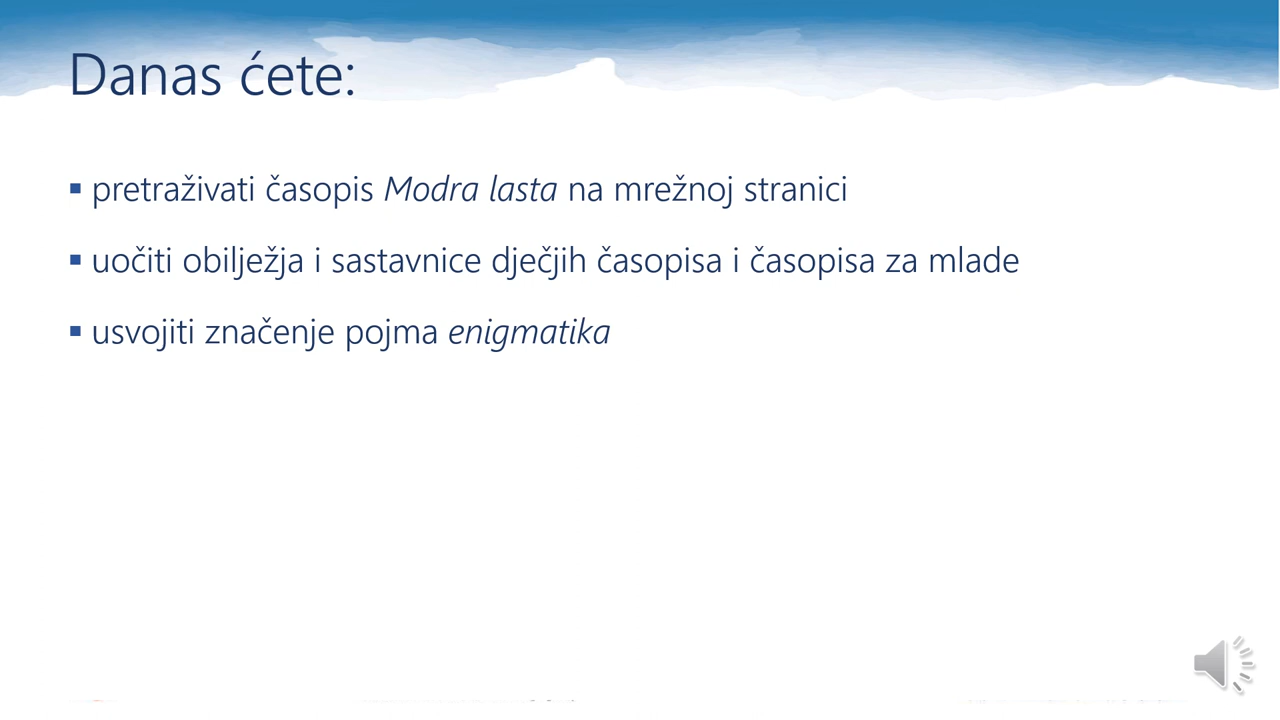 Danas ćete:
▪ pretraživati časopis Modra lasta na mrežnoj stranici
▪ uočiti obilježja i sastavnice dječjih časopisa i časopisa za mlade
▪ usvojiti značenje pojma enigmatika